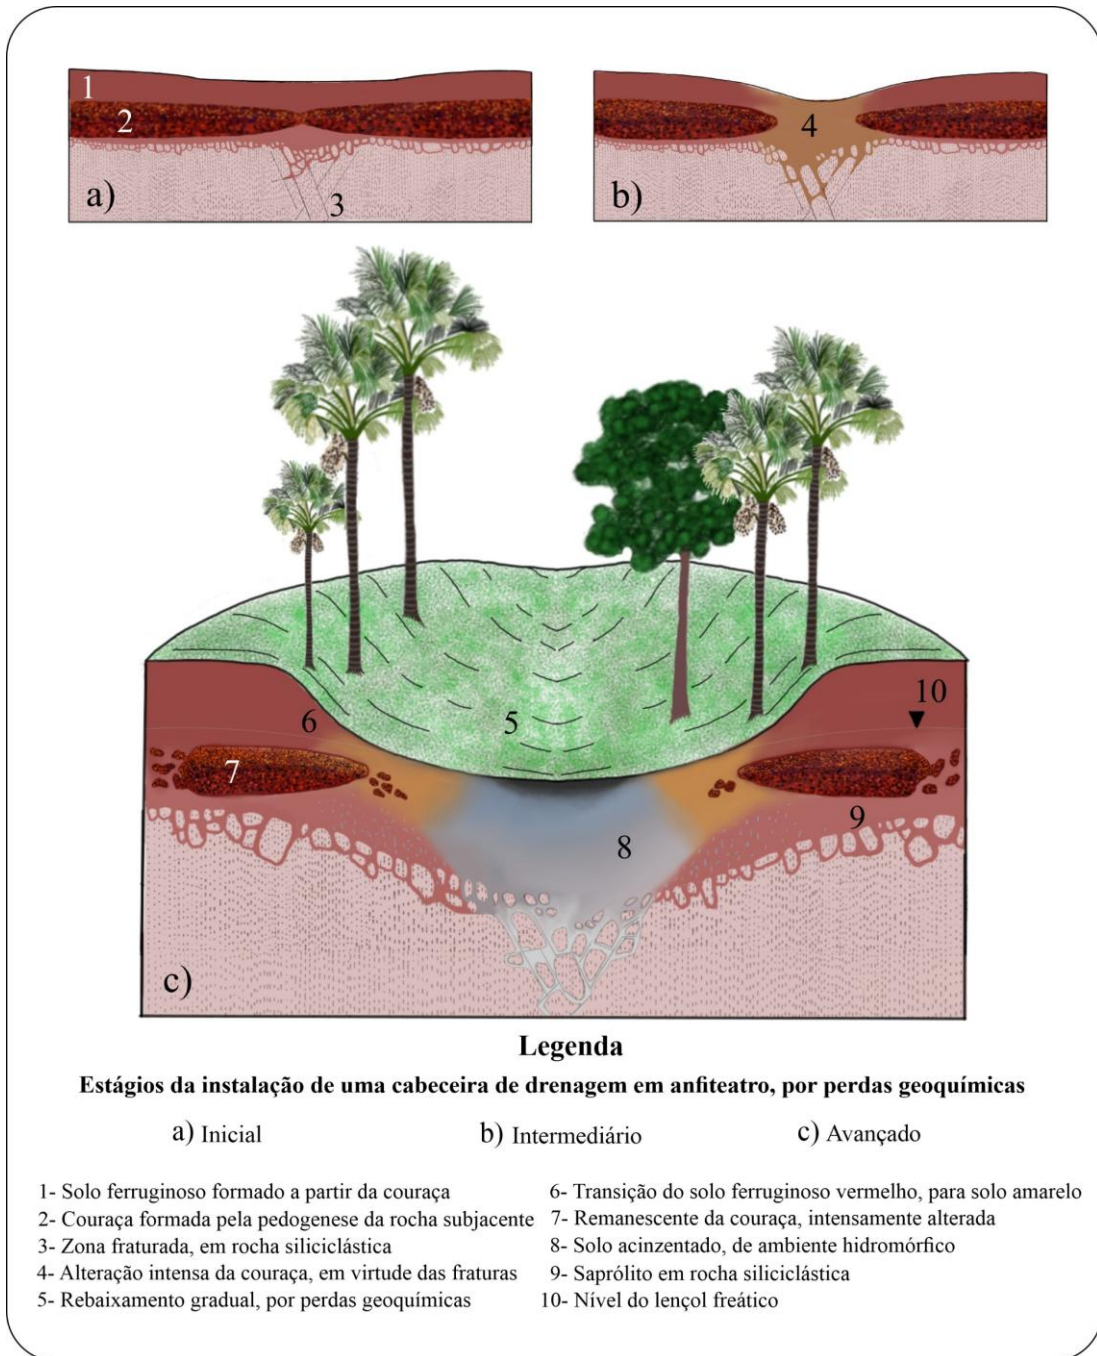 1
2
3
a)
4
b)
10
6
5
7
9
8
c)
Legenda
Estágios da instalação de uma cabeceira de drenagem em anfiteatro, por perdas geoquímicas
a) Inicial b) Intermediário c) Avançado
1- Solo ferruginoso formado a partir da couraça
2- Couraça formada pela pedogenese da rocha subjacente
3- Zona fraturada, em rocha siliciclástica
4- Alteração intensa da couraça, em virtude das fraturas
5- Rebaixamento gradual, por perdas geoquímicas
6- Transição do solo ferruginoso vermelho, para solo amarelo
7- Remanescente da couraça, intensamente alterada
8- Solo acinzentado, de ambiente hidromórfico
9- Saprólito em rocha siliciclástica
10- Nível do lençol freático